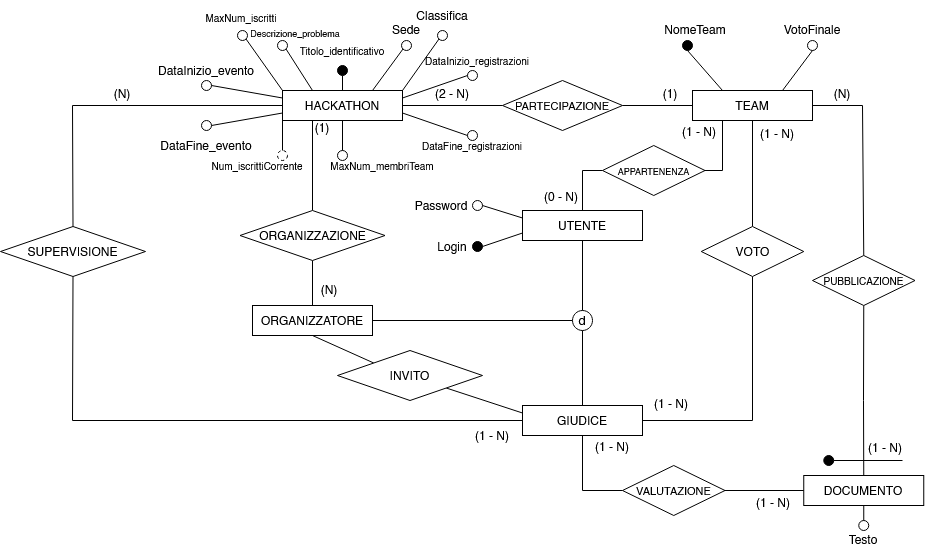 Classifica
MaxNum_iscritti
Descrizione_problema
Sede
NomeTeam
VotoFinale
Titolo_identificativo
DataInizio_registrazioni
DataInizio_evento
(N)
HACKATHON
(2 - N)
PARTECIPAZIONE
(1)
TEAM
(N)
(1)
DataFine_evento
DataFine_registrazioni
(1 - N)
(1 - N)
Num_iscrittiCorrente
MaxNum_membriTeam
APPARTENENZA
(0 - N)
Password
UTENTE
Login
ORGANIZZAZIONE
SUPERVISIONE
VOTO
PUBBLICAZIONE
(N)
ORGANIZZATORE
d
INVITO
(1 - N)
GIUDICE
(1 - N)
(1 - N)
(1 - N)
VALUTAZIONE
DOCUMENTO
(1 - N)
Testo